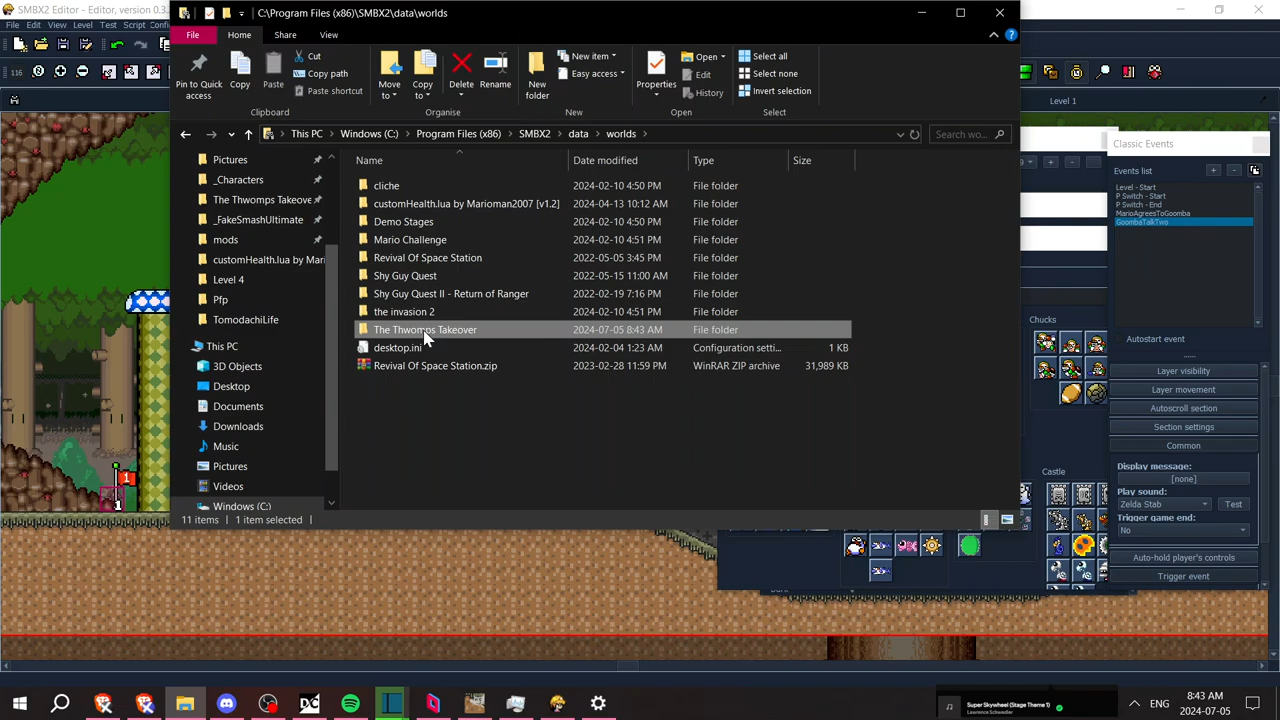 SMBX2 Editor - Version 0.3.
File Edit View Level Test Script
116
C:\Program Files (x86)\SMBX2\data\worlds
File Home Share View
Pin to Quick access
Copy
Paste
Cut
Copy path
Paste shortcut
Clipboard
Move to
Copy to
Delete
Rename
Organise
New folder
New item
Easy access
New
Properties
Open
Edit
History
Open
Select all
Select none
Invert selection
Select
This PC > Windows (C:) > Program Files (x86) > SMBX2 > data > worlds >
Search wo...
Name Date modified Type Size
Pictures
_Characters
The Thwomps Takeove
_FakeSmashUltimate
mods
customHealth.lua by Mari
Level 4
Pfp
TomodachiLife
This PC
3D Objects
Desktop
Documents
Downloads
Music
Pictures
Videos
Windows (C:)
cliche 2024-02-10 4:50 PM File folder
customHealth.lua by Marioman2007 [v1.2] 2024-04-13 10:12 AM File folder
Demo Stages 2024-02-10 4:50 PM File folder
Mario Challenge 2024-02-10 4:51 PM File folder
Revival Of Space Station 2022-05-05 3:45 PM File folder
Shy Guy Quest 2022-05-15 11:00 AM File folder
Shy Guy Quest II - Return of Ranger 2022-02-19 7:16 PM File folder
the invasion 2 2024-02-10 4:51 PM File folder
The Thwomps Takeover 2024-07-05 8:43 AM File folder
desktop.ini 2024-02-04 1:23 AM Configuration setti... 1 KB
Revival Of Space Station.zip 2023-02-28 11:59 PM WinRAR ZIP archive 31,989 KB
11 items 1 item selected
Level 1
Classic Events
Events list
Level - Start
P Switch - Start
P Switch - End
MarioAgreesToGoomba
GoombaTalkTwo
Autostart event
Layer visibility
Layer movement
Autoscroll section
Section settings
Common
Display message:
[none]
Play sound:
Zelda Stab
Test
Trigger game end:
No
Auto-hold player's controls
Trigger event
Chucks
Castle
1
1
Super Skywheel (Stage Theme 1)
Lawrence Schwedler
ENG
8:43 AM
2024-07-05